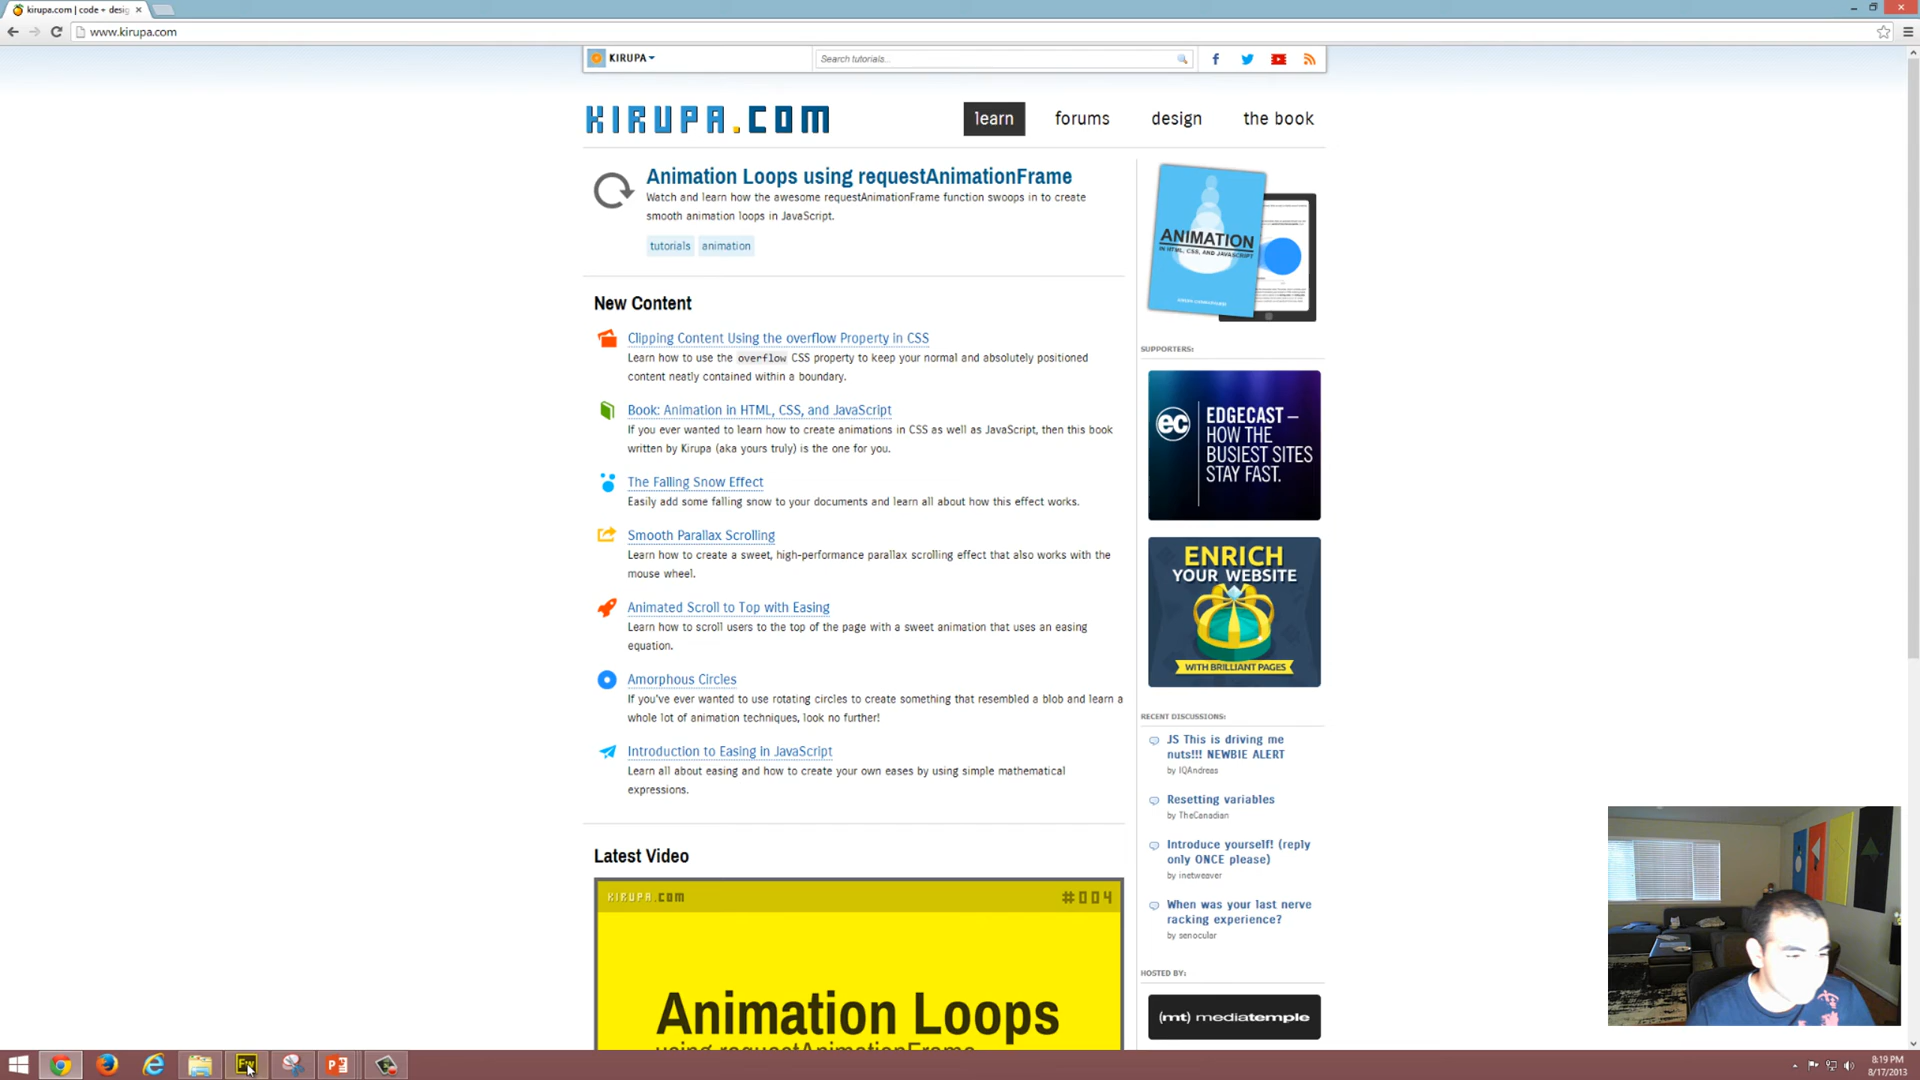 kirupa.com | code + desig
www.kirupa.com
KIRUPA
Search tutorials...
KIRUPA.COM
learn
forums
design
the book
Animation Loops using requestAnimationFrame
Watch and learn how the awesome requestAnimationFrame function swoops in to create
smooth animation loops in JavaScript.
tutorials
animation
New Content
Clipping Content Using the overflow Property in CSS
Learn how to use the overflow CSS property to keep your normal and absolutely positioned
content neatly contained within a boundary.
Book: Animation in HTML, CSS, and JavaScript
If you ever wanted to learn how to create animations in CSS as well as JavaScript, then this book
written by Kirupa (aka yours truly) is the one for you.
The Falling Snow Effect
Easily add some falling snow to your documents and learn all about how this effect works.
Smooth Parallax Scrolling
Learn how to create a sweet, high-performance parallax scrolling effect that also works with the
mouse wheel.
Animated Scroll to Top with Easing
Learn how to scroll users to the top of the page with a sweet animation that uses an easing
equation.
Amorphous Circles
If you've ever wanted to use rotating circles to create something that resembled a blob and learn a
whole lot of animation techniques, look no further!
Introduction to Easing in JavaScript
Learn all about easing and how to create your own eases by using simple mathematical
expressions.
Latest Video
KIRUPA.COM
#004
Animation Loops
using requestAnimationFrame
ANIMATION
IN HTML, CSS, AND JAVASCRIPT
SUPPORTERS:
ec
EDGECAST –
HOW THE
BUSIEST SITES
STAY FAST.
ENRICH
YOUR WEBSITE
WITH BRILLIANT PAGES
RECENT DISCUSSIONS:
JS This is driving me
nuts!!! NEWBIE ALERT
by IQAndreas
Resetting variables
by TheCanadian
Introduce yourself! (reply
only ONCE please)
by inetweaver
When was your last nerve
racking experience?
by senocular
HOSTED BY:
(mt) mediatemple
Fw
8:19 PM
8/17/2013